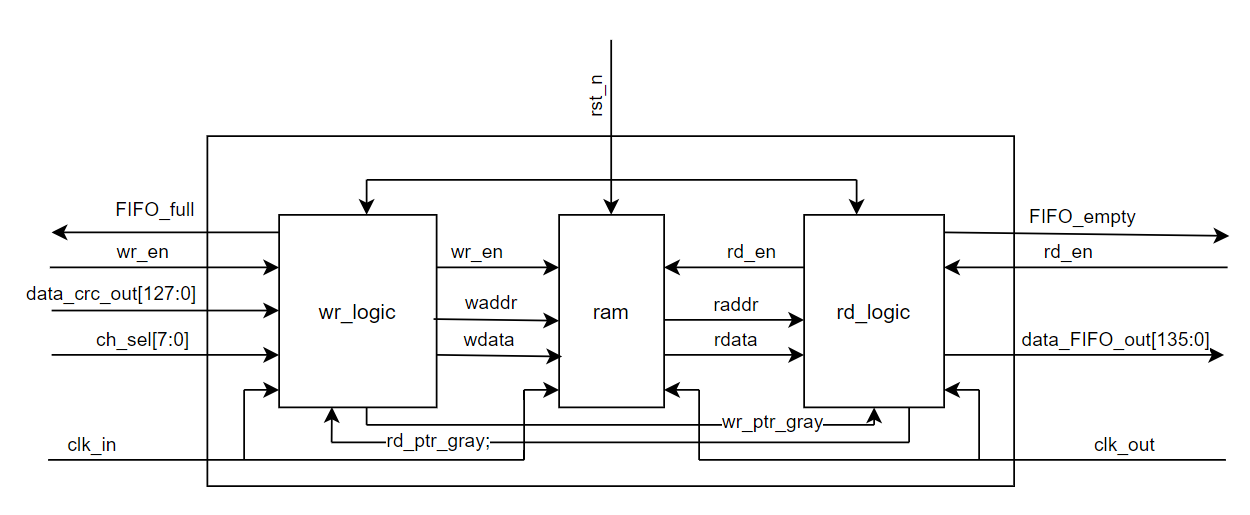 rst_n
FIFO_full
FIFO_empty
wr_en
wr_en
rd_en
rd_en
data_crc_out[127:0]
waddr
raddr
wr_logic
ram
rd_logic
ch_sel[7:0]
wdata
rdata
data_FIFO_out[135:0]
wr_ptr_gray
rd_ptr_gray;
clk_in
clk_out